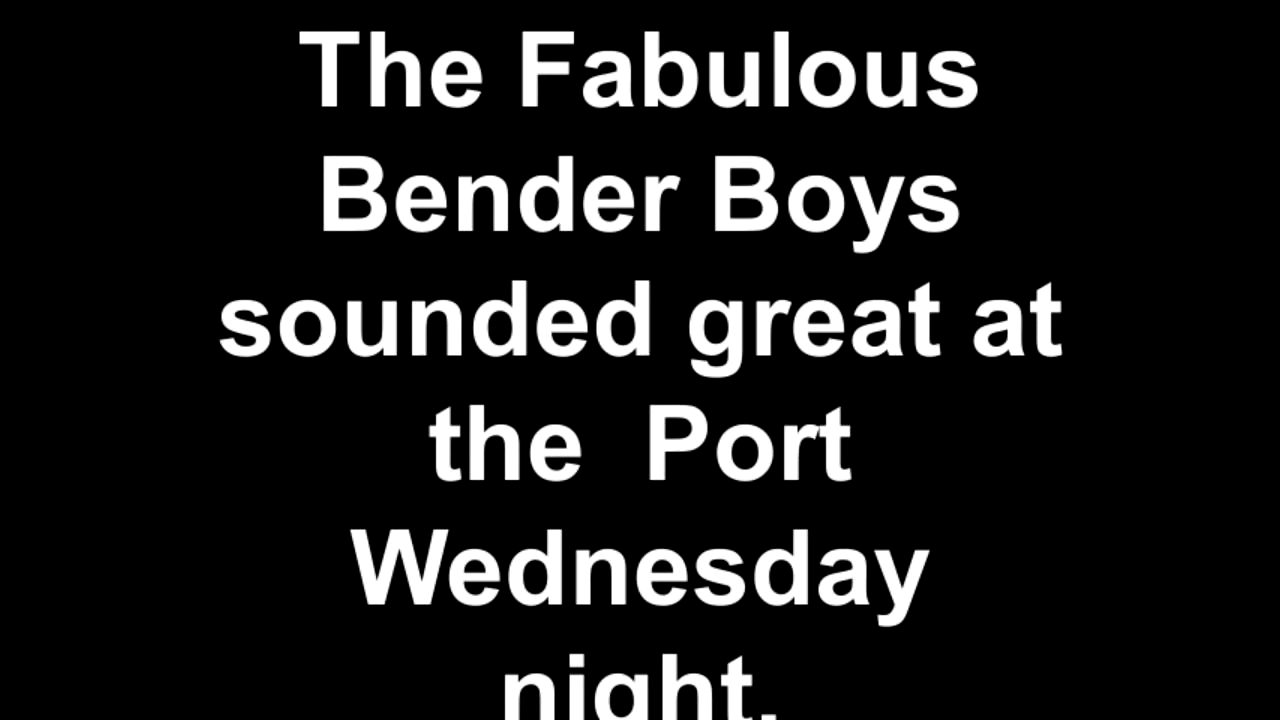 The Fabulous
Bender Boys
sounded great at
the  Port
Wednesday
night.